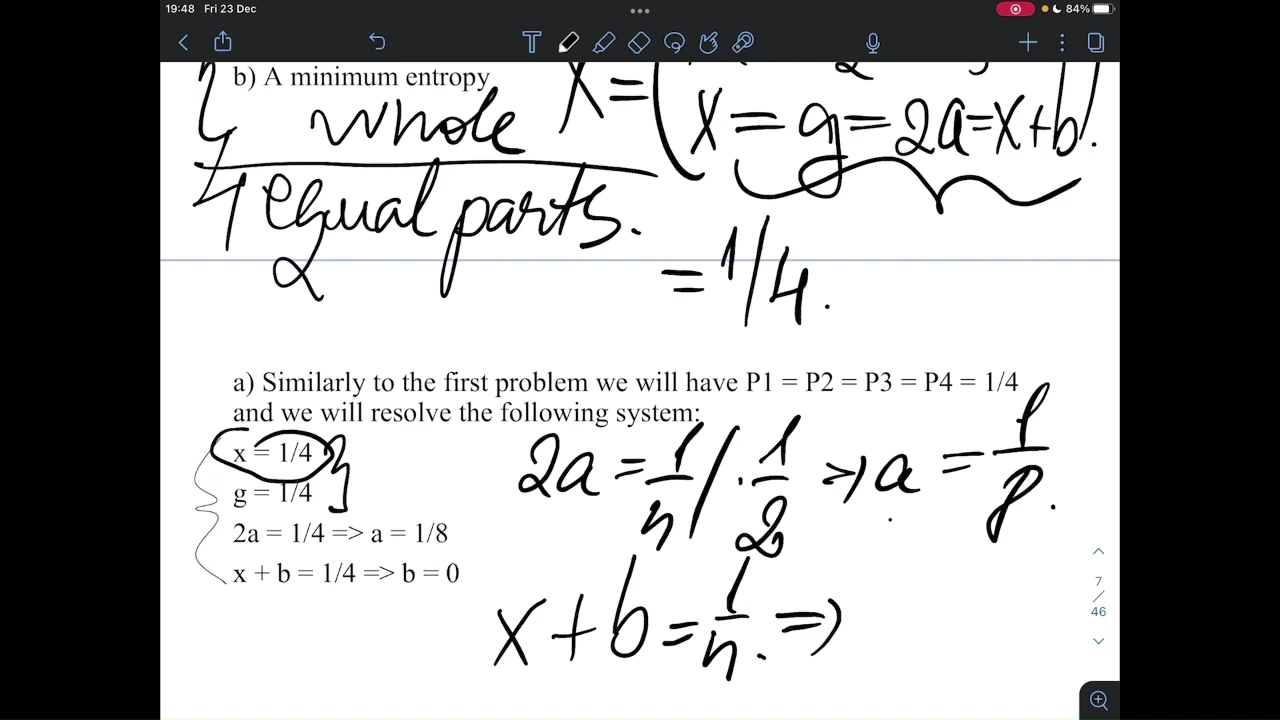 19:48 Fri 23 Dec
84%
T
b) A minimum entropy
whole
4 equal parts.
X =
x = g = 2a = x+b.
= 1/4.
a) Similarly to the first problem we will have P1 = P2 = P3 = P4 = 1/4
and we will resolve the following system:
x = 1/4
g = 1/4
2a = 1/4 => a = 1/8
x + b = 1/4 => b = 0
2a = 1/4 / · 1/2 => a = 1/8.
x + b = 1/4. =>
7
/
46